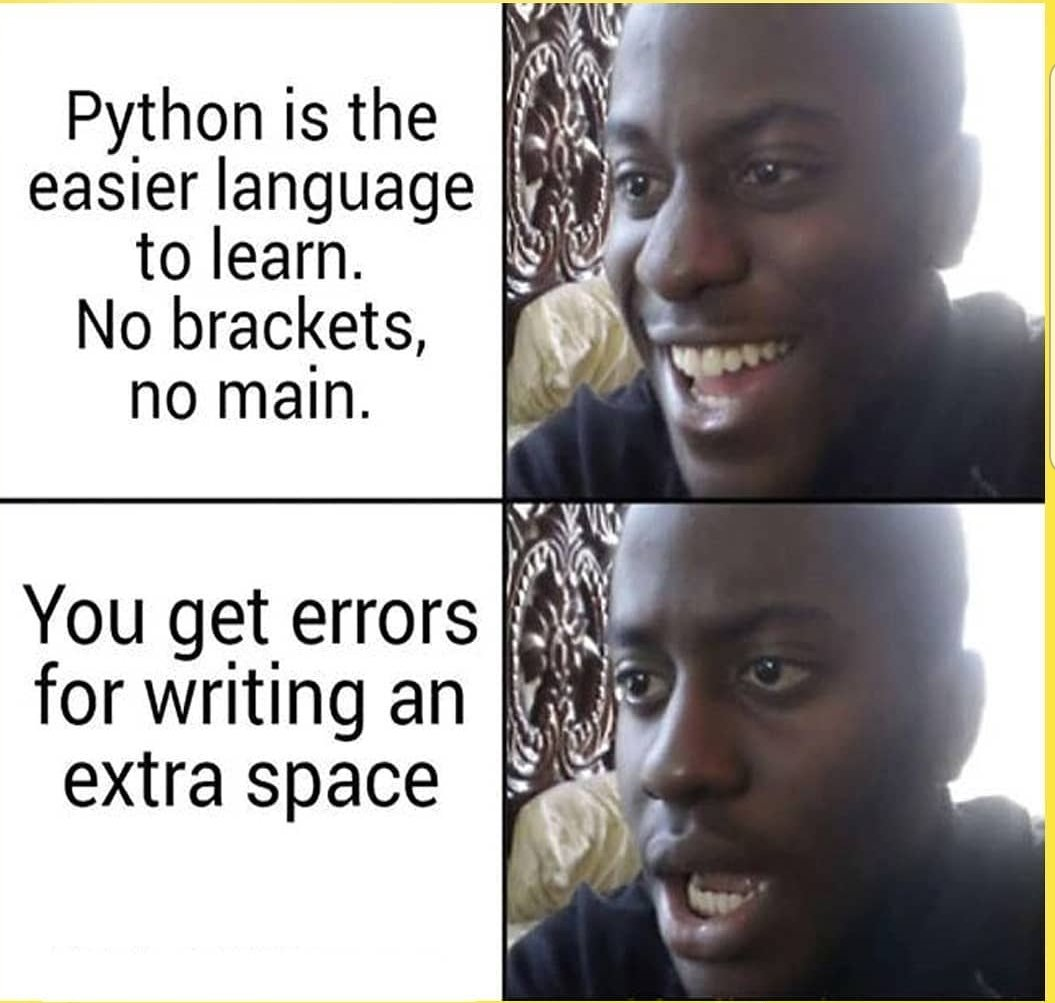 Python is the
easier language
to learn.
No brackets,
no main.
You get errors
for writing an
extra space